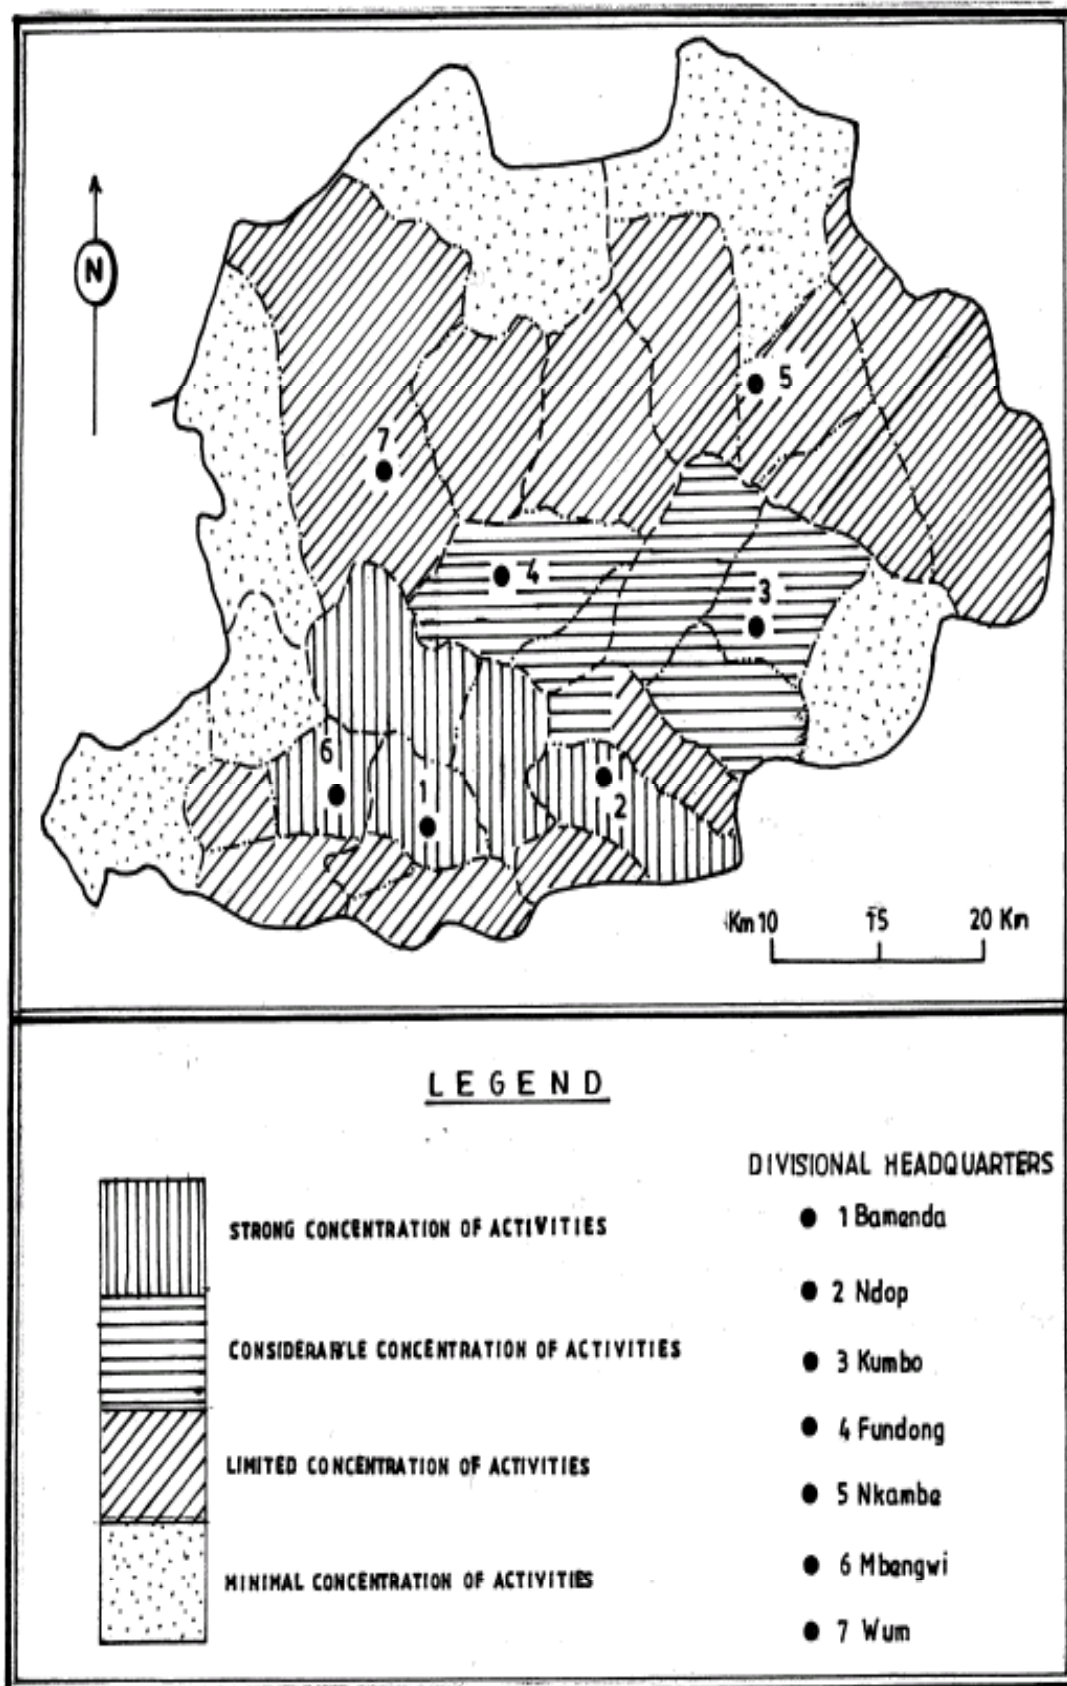 N
5
7
4
3
6
1
2
Km 10 15 20 Km
LEGEND
STRONG CONCENTRATION OF ACTIVITIES
CONSIDERABLE CONCENTRATION OF ACTIVITIES
LIMITED CONCENTRATION OF ACTIVITIES
MINIMAL CONCENTRATION OF ACTIVITIES
DIVISIONAL HEADQUARTERS
1 Bamenda
2 Ndop
3 Kumbo
4 Fundong
5 Nkambe
6 Mbengwi
7 Wum